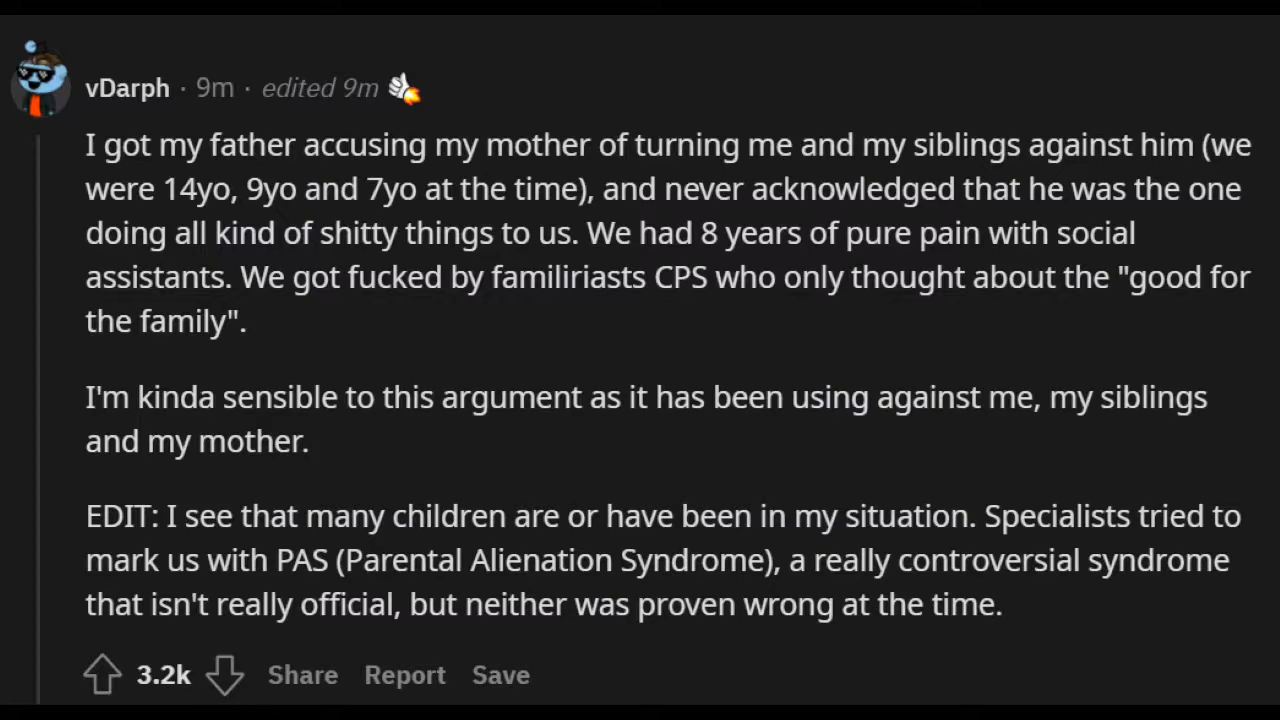 vDarph · 9m · edited 9m
I got my father accusing my mother of turning me and my siblings against him (we
were 14yo, 9yo and 7yo at the time), and never acknowledged that he was the one
doing all kind of shitty things to us. We had 8 years of pure pain with social
assistants. We got fucked by familiriasts CPS who only thought about the "good for
the family".
I'm kinda sensible to this argument as it has been using against me, my siblings
and my mother.
EDIT: I see that many children are or have been in my situation. Specialists tried to
mark us with PAS (Parental Alienation Syndrome), a really controversial syndrome
that isn't really official, but neither was proven wrong at the time.
3.2k Share Report Save